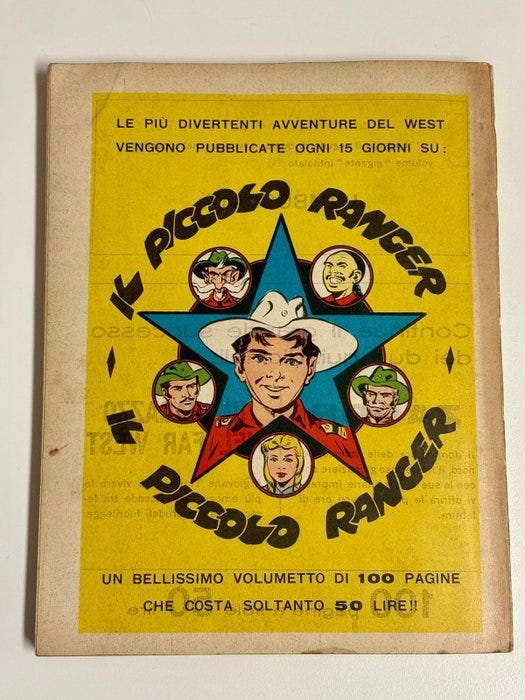 LE PIÙ DIVERTENTI AVVENTURE DEL WEST
VENGONO PUBBLICATE OGNI 15 GIORNI SU:
IL PICCOLO RANGER
IL PICCOLO RANGER
UN BELLISSIMO VOLUMETTO DI 100 PAGINE
CHE COSTA SOLTANTO 50 LIRE!!